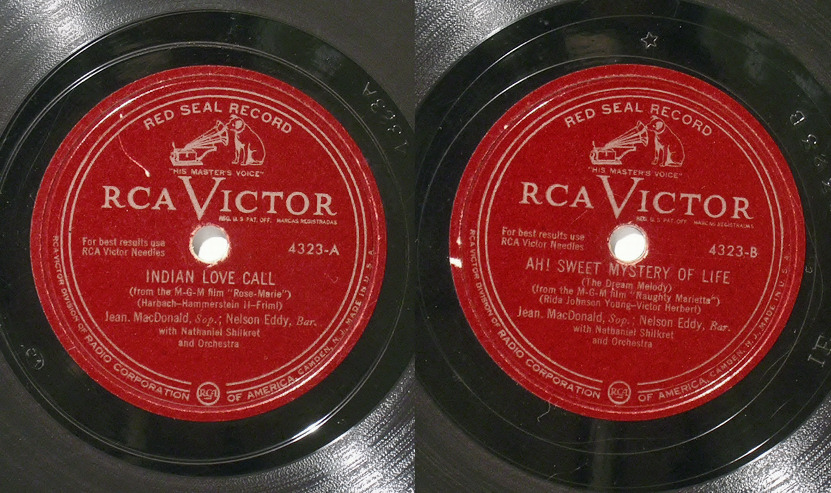 RED SEAL RECORD
"HIS MASTER'S VOICE"
RCA VICTOR
REG. U.S. PAT. OFF. MARCAS REGISTRADAS
For best results use
RCA Victor Needles
4323-A
INDIAN LOVE CALL
(from the M-G-M film "Rose-Marie")
(Harbach-Hammerstein II-Friml)
Jean. MacDonald, Sop.; Nelson Eddy, Bar.
with Nathaniel Shilkret
and Orchestra
RCA VICTOR DIVISION OF RADIO CORPORATION OF AMERICA, CAMDEN, N.J. MADE IN U.S.A.
RCA
4323A
RED SEAL RECORD
"HIS MASTER'S VOICE"
RCA VICTOR
REG. U.S. PAT. OFF. MARCAS REGISTRADAS
For best results use
RCA Victor Needles
4323-B
AH! SWEET MYSTERY OF LIFE
(The Dream Melody)
(from the M-G-M film "Naughty Marietta")
(Rida Johnson Young-Victor Herbert)
Jean. MacDonald, Sop.; Nelson Eddy, Bar.
with Nathaniel Shilkret
and Orchestra
RCA VICTOR DIVISION OF RADIO CORPORATION OF AMERICA, CAMDEN, N.J. MADE IN U.S.A.
RCA